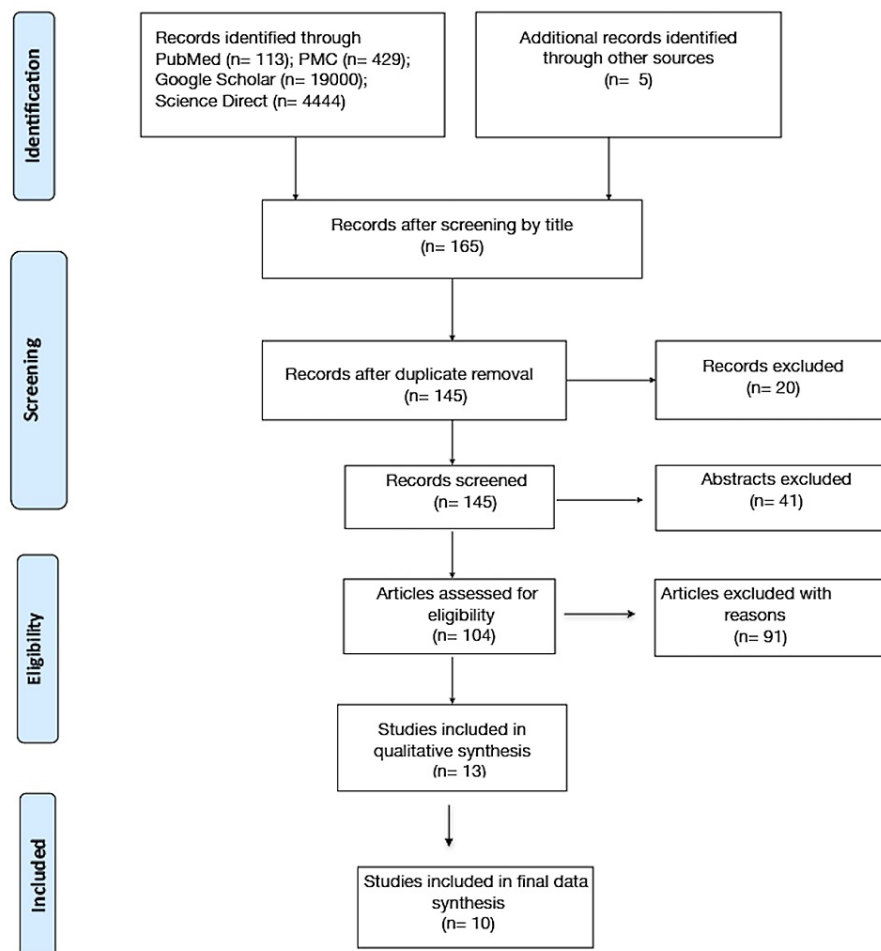 Identification
Records identified through
PubMed (n= 113); PMC (n= 429);
Google Scholar (n= 19000);
Science Direct (n= 4444)
Additional records identified
through other sources
(n= 5)
Records after screening by title
(n= 165)
Screening
Records after duplicate removal
(n= 145)
Records excluded
(n= 20)
Records screened
(n= 145)
Abstracts excluded
(n= 41)
Eligibility
Articles assessed for
eligibility
(n= 104)
Articles excluded with
reasons
(n= 91)
Studies included in
qualitative synthesis
(n= 13)
Included
Studies included in final data
synthesis
(n= 10)